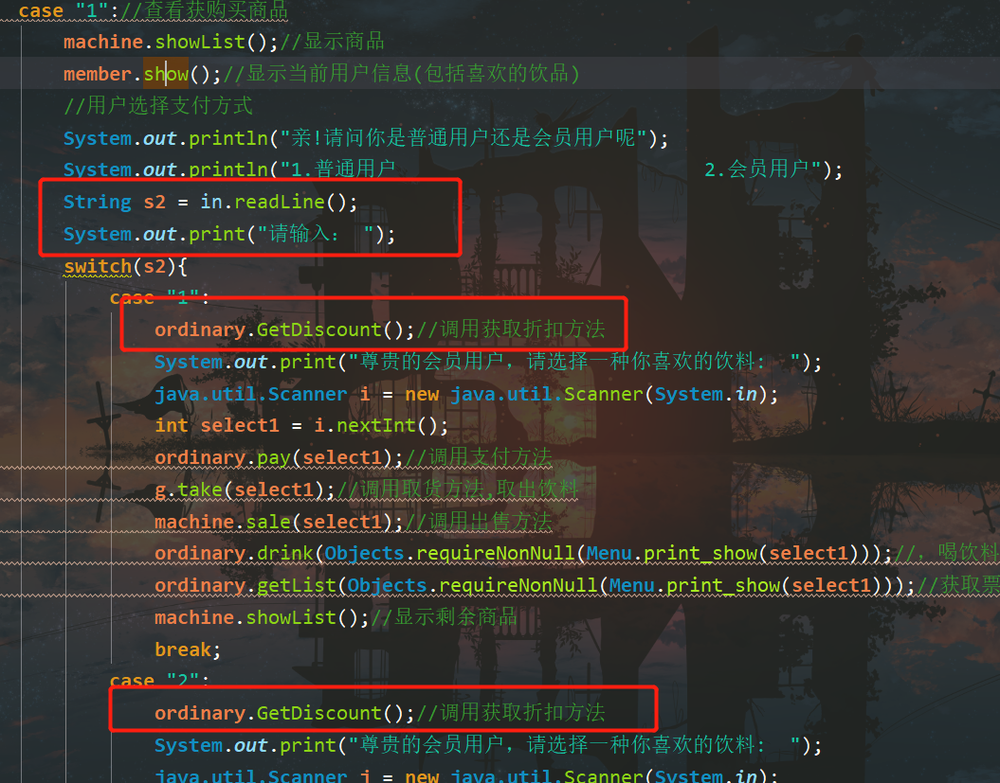 case "1"://查看获购买商品
machine.showList();//显示商品
member.show();//显示当前用户信息(包括喜欢的饮品)
//用户选择支付方式
System.out.println("亲!请问你是普通用户还是会员用户呢");
System.out.println("1.普通用户 2.会员用户");
String s2 = in.readLine();
System.out.print("请输入: ");
switch(s2){
case "1":
ordinary.GetDiscount();//调用获取折扣方法
System.out.print("尊贵的会员用户，请选择一种你喜欢的饮料: ");
java.util.Scanner i = new java.util.Scanner(System.in);
int select1 = i.nextInt();
ordinary.pay(select1);//调用支付方法
g.take(select1);//调用取货方法,取出饮料
machine.sale(select1);//调用出售方法
ordinary.drink(Objects.requireNonNull(Menu.print_show(select1)));//，喝饮料
ordinary.getList(Objects.requireNonNull(Menu.print_show(select1)));//获取票
machine.showList();//显示剩余商品
break;
case "2":
ordinary.GetDiscount();//调用获取折扣方法
System.out.print("尊贵的会员用户，请选择一种你喜欢的饮料: ");
java.util.Scanner j = new java.util.Scanner(System.in);